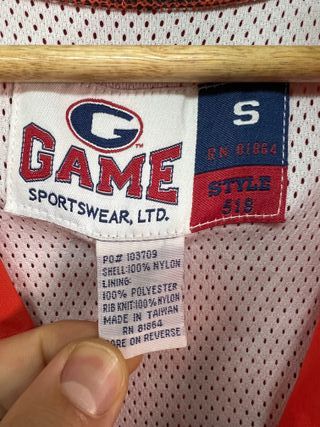 G
™
GAME
SPORTSWEAR, LTD.
S
RN 81864
STYLE
518
PO# 103709
SHELL:100% NYLON
LINING:
100% POLYESTER
RIB KNIT:100% NYLON
MADE IN TAIWAN
RN 81864
CARE ON REVERSE